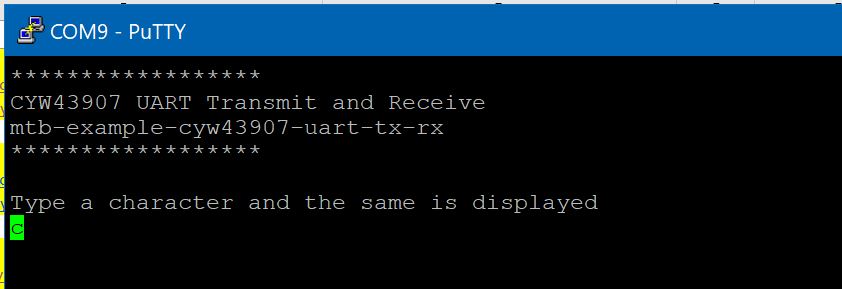 COM9 - PuTTY
*******************
CYW43907 UART Transmit and Receive
mtb-example-cyw43907-uart-tx-rx
*******************
Type a character and the same is displayed
c